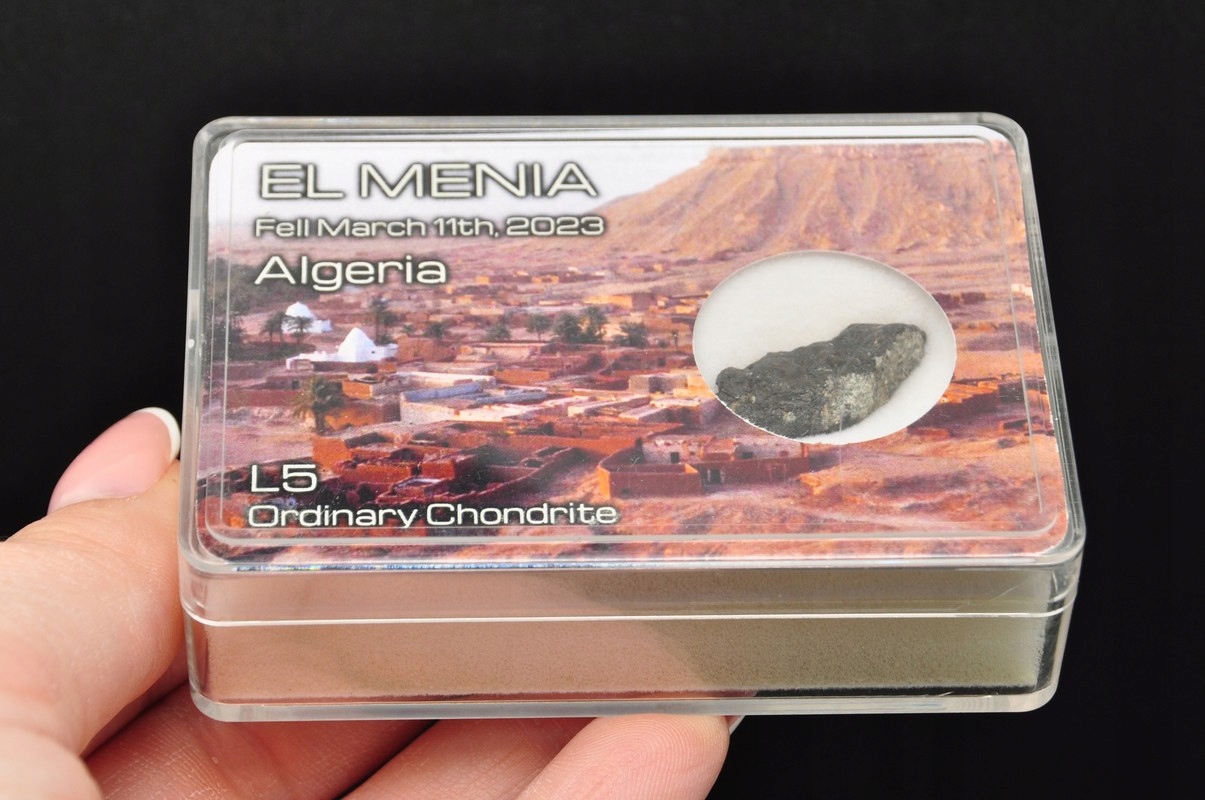 EL MENIA
Fell March 11th, 2023
Algeria
L5
Ordinary Chondrite